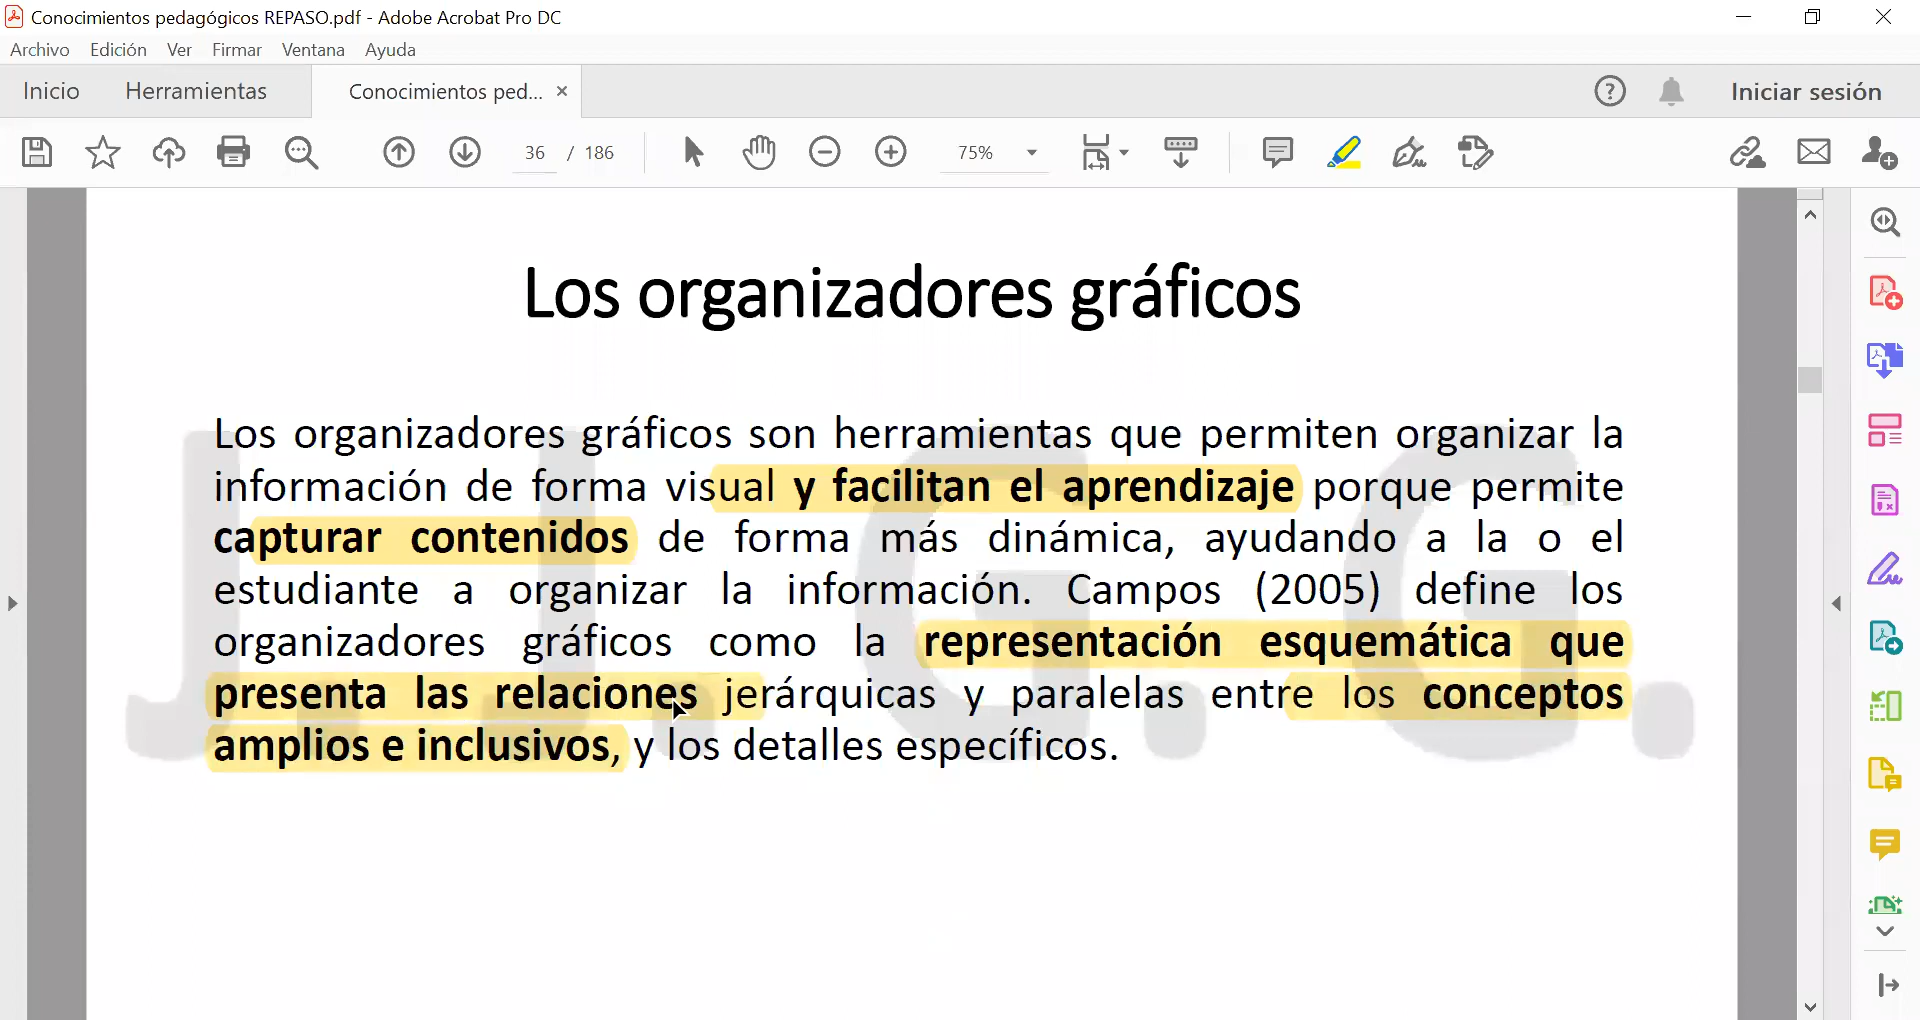 Conocimientos pedagógicos REPASO.pdf - Adobe Acrobat Pro DC
Archivo Edición Ver Firmar Ventana Ayuda
Inicio Herramientas Conocimientos ped... × Iniciar sesión
36 / 186 75%
Los organizadores gráficos
Los organizadores gráficos son herramientas que permiten organizar la
información de forma visual y facilitan el aprendizaje porque permite
capturar contenidos de forma más dinámica, ayudando a la o el
estudiante a organizar la información. Campos (2005) define los
organizadores gráficos como la representación esquemática que
presenta las relaciones jerárquicas y paralelas entre los conceptos
amplios e inclusivos, y los detalles específicos.
J. J. G. G.